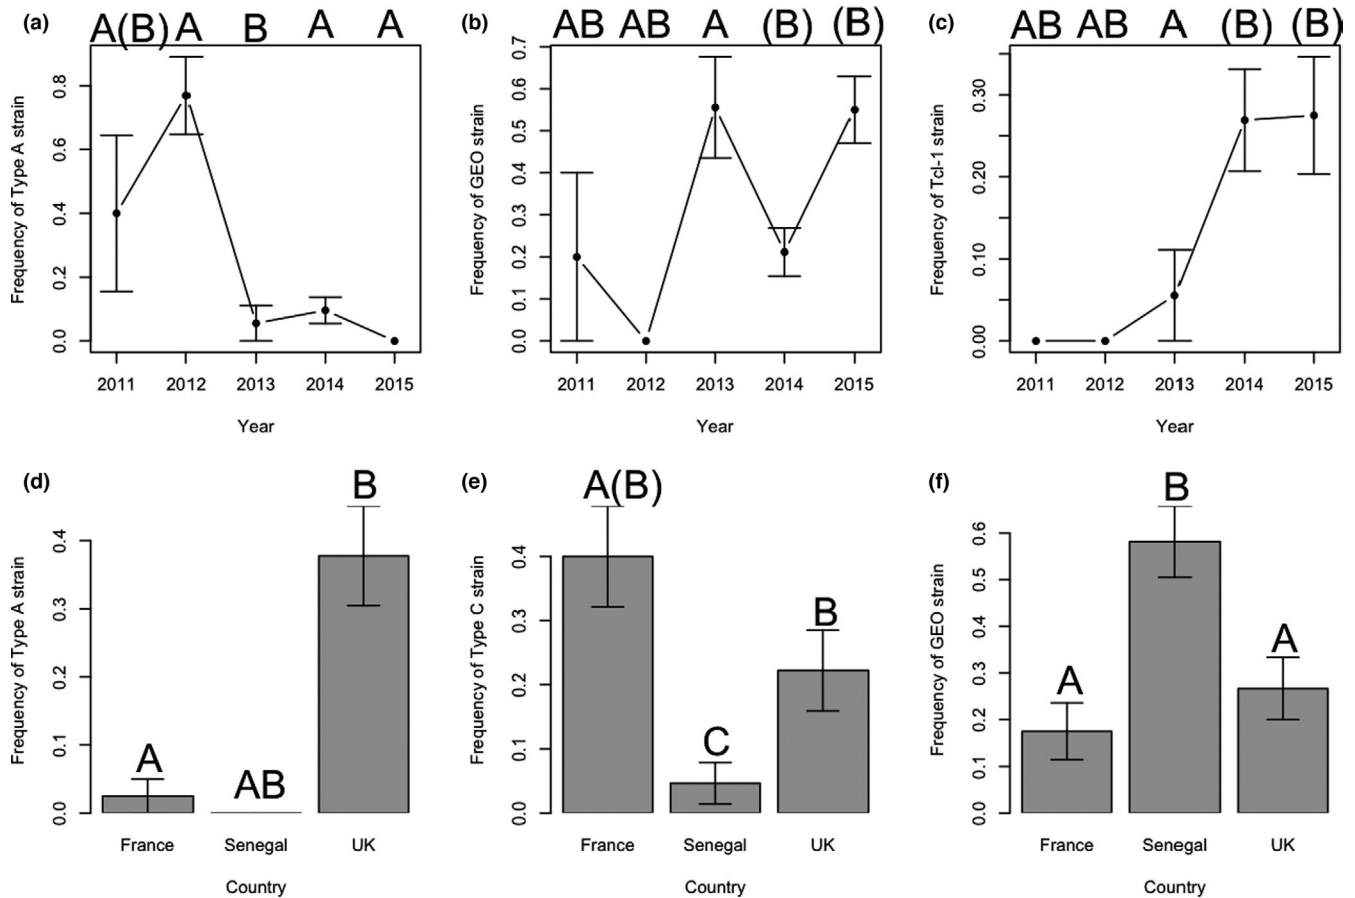 (a) A(B) A B A A
Frequency of Type A strain
0.8
0.6
0.4
0.2
0.0
2011 2012 2013 2014 2015
Year
(b) AB AB A (B) (B)
Frequency of GEO strain
0.7
0.6
0.5
0.4
0.3
0.2
0.1
0.0
2011 2012 2013 2014 2015
Year
(c) AB AB A (B) (B)
Frequency of Tcl-1 strain
0.30
0.20
0.10
0.00
2011 2012 2013 2014 2015
Year
(d)
Frequency of Type A strain
0.4
0.3
0.2
0.1
0.0
A AB B
France Senegal UK
Country
(e)
Frequency of Type C strain
0.4
0.3
0.2
0.1
0.0
A(B) C B
France Senegal UK
Country
(f)
Frequency of GEO strain
0.6
0.5
0.4
0.3
0.2
0.1
0.0
A B A
France Senegal UK
Country